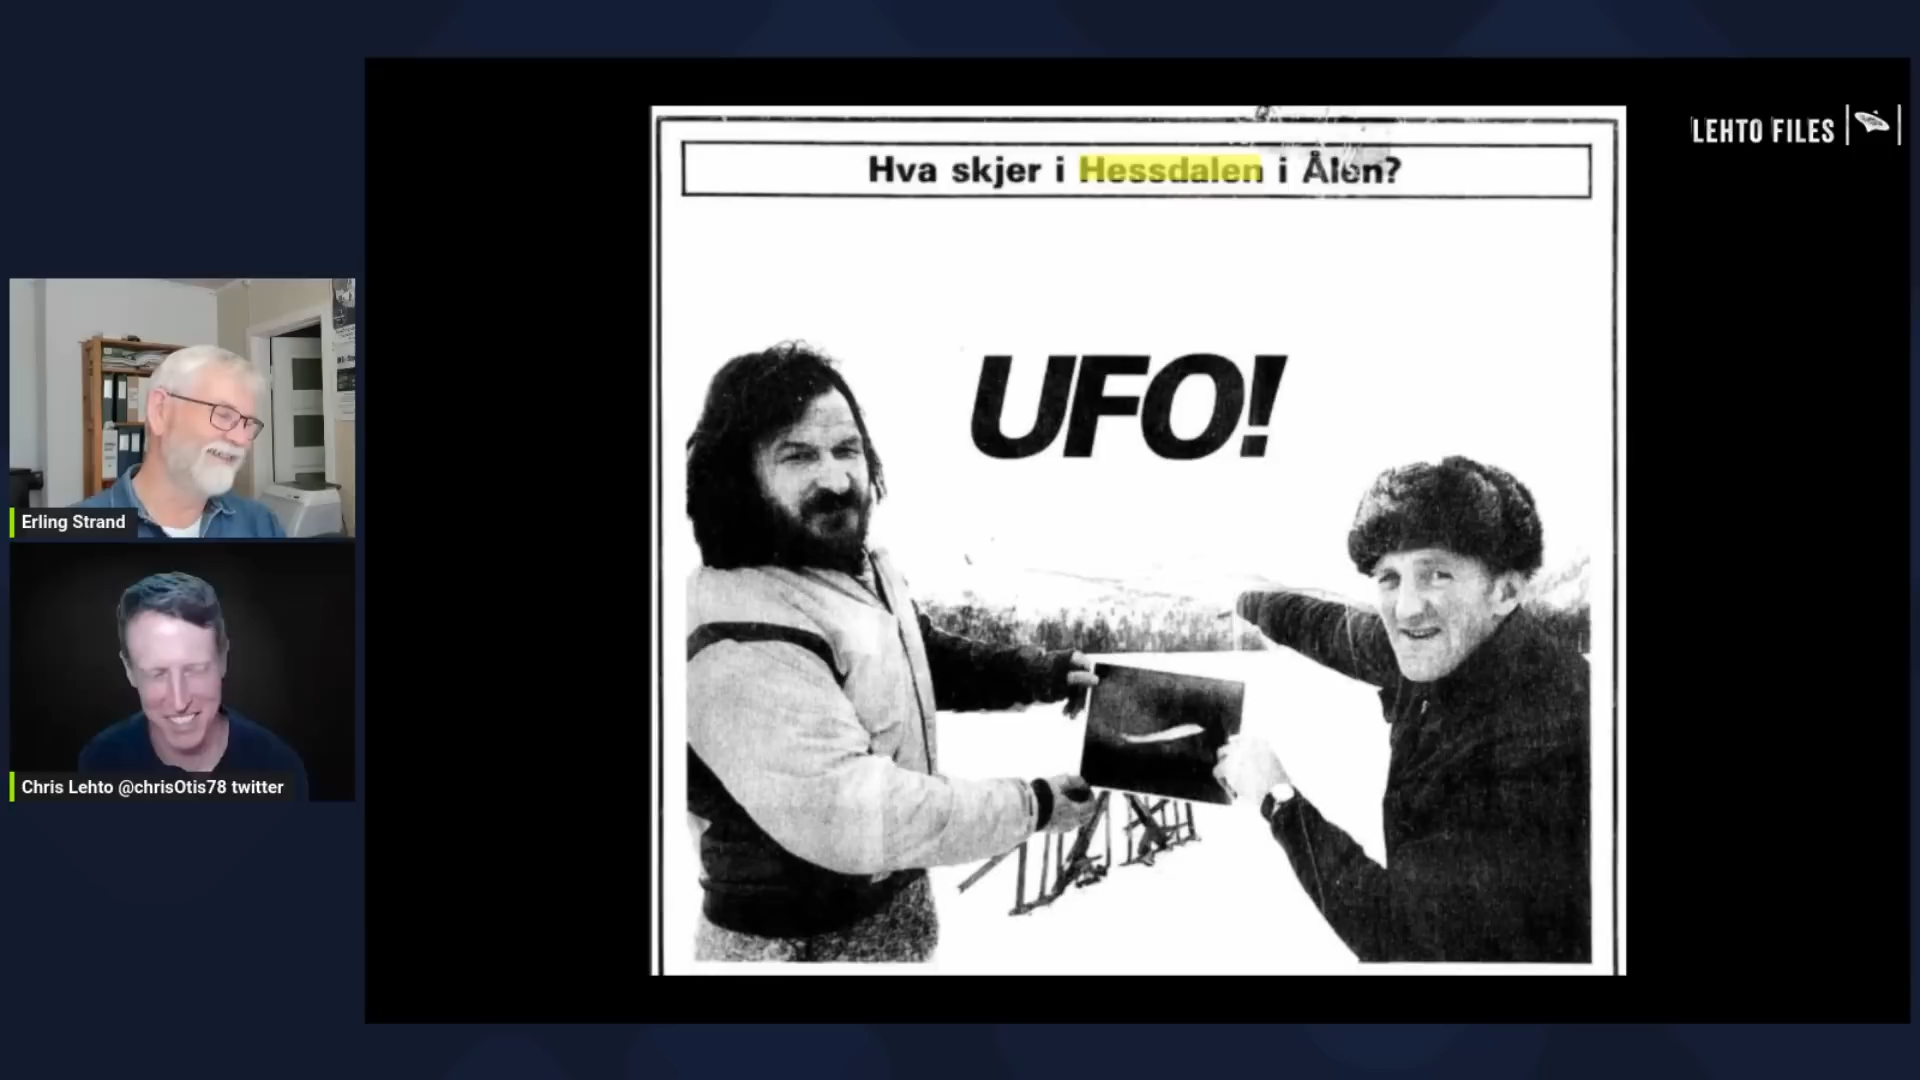 LEHTO FILES
Hva skjer i Hessdalen i Ålen?
UFO!
Erling Strand
Chris Lehto @chrisOtis78 twitter